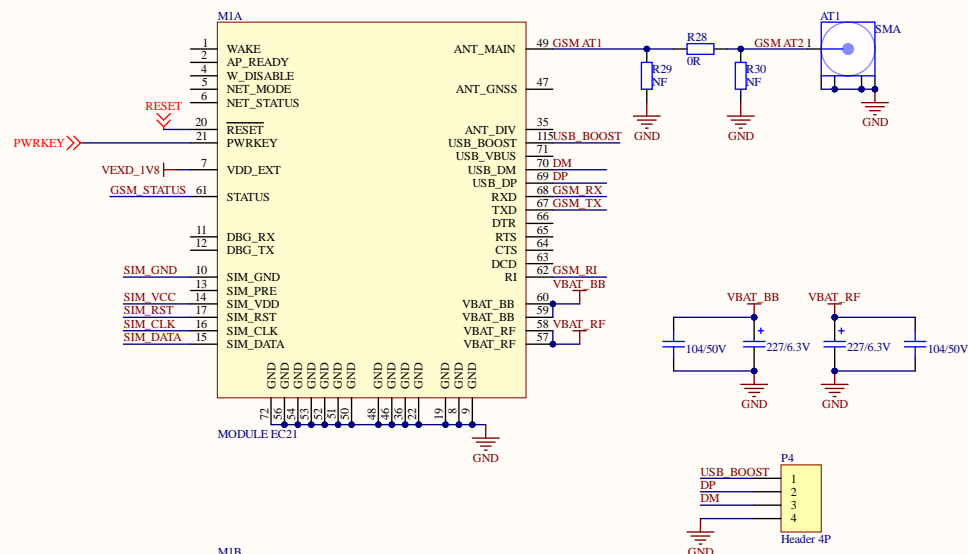 M1A
1 WAKE
2 AP_READY
4 W_DISABLE
5 NET_MODE
6 NET_STATUS
RESET
20 RESET
PWRKEY 21 PWRKEY
VEXD_1V8 7 VDD_EXT
GSM_STATUS 61 STATUS
11 DBG_RX
12 DBG_TX
SIM_GND 10 SIM_GND
13 SIM_PRE
SIM_VCC 14 SIM_VDD
SIM_RST 17 SIM_RST
SIM_CLK 16 SIM_CLK
SIM_DATA 15 SIM_DATA
ANT_MAIN 49 GSM AT1
ANT_GNSS 47
ANT_DIV 35
USB_BOOST 115 USB_BOOST
USB_VBUS 71
USB_DM 70 DM
USB_DP 69 DP
RXD 68 GSM_RX
TXD 67 GSM_TX
DTR 66
RTS 65
CTS 64
DCD 63
RI 62 GSM_RI
VBAT_BB
VBAT_BB 60
VBAT_BB 59
VBAT_RF 58 VBAT_RF
VBAT_RF 57
GND GND GND GND GND GND GND GND GND GND GND GND GND GND
72 56 54 53 52 51 50 48 46 36 22 19 8 9
MODULE EC21
GND
R28
0R
R29
NF
GND
R30
NF
GND
GSM AT2 1
AT1
SMA
GND
VBAT_BB
104/50V
227/6.3V
GND
VBAT_RF
227/6.3V
104/50V
GND
P4
USB_BOOST 1
DP 2
DM 3
4
GND
Header 4P
M1B